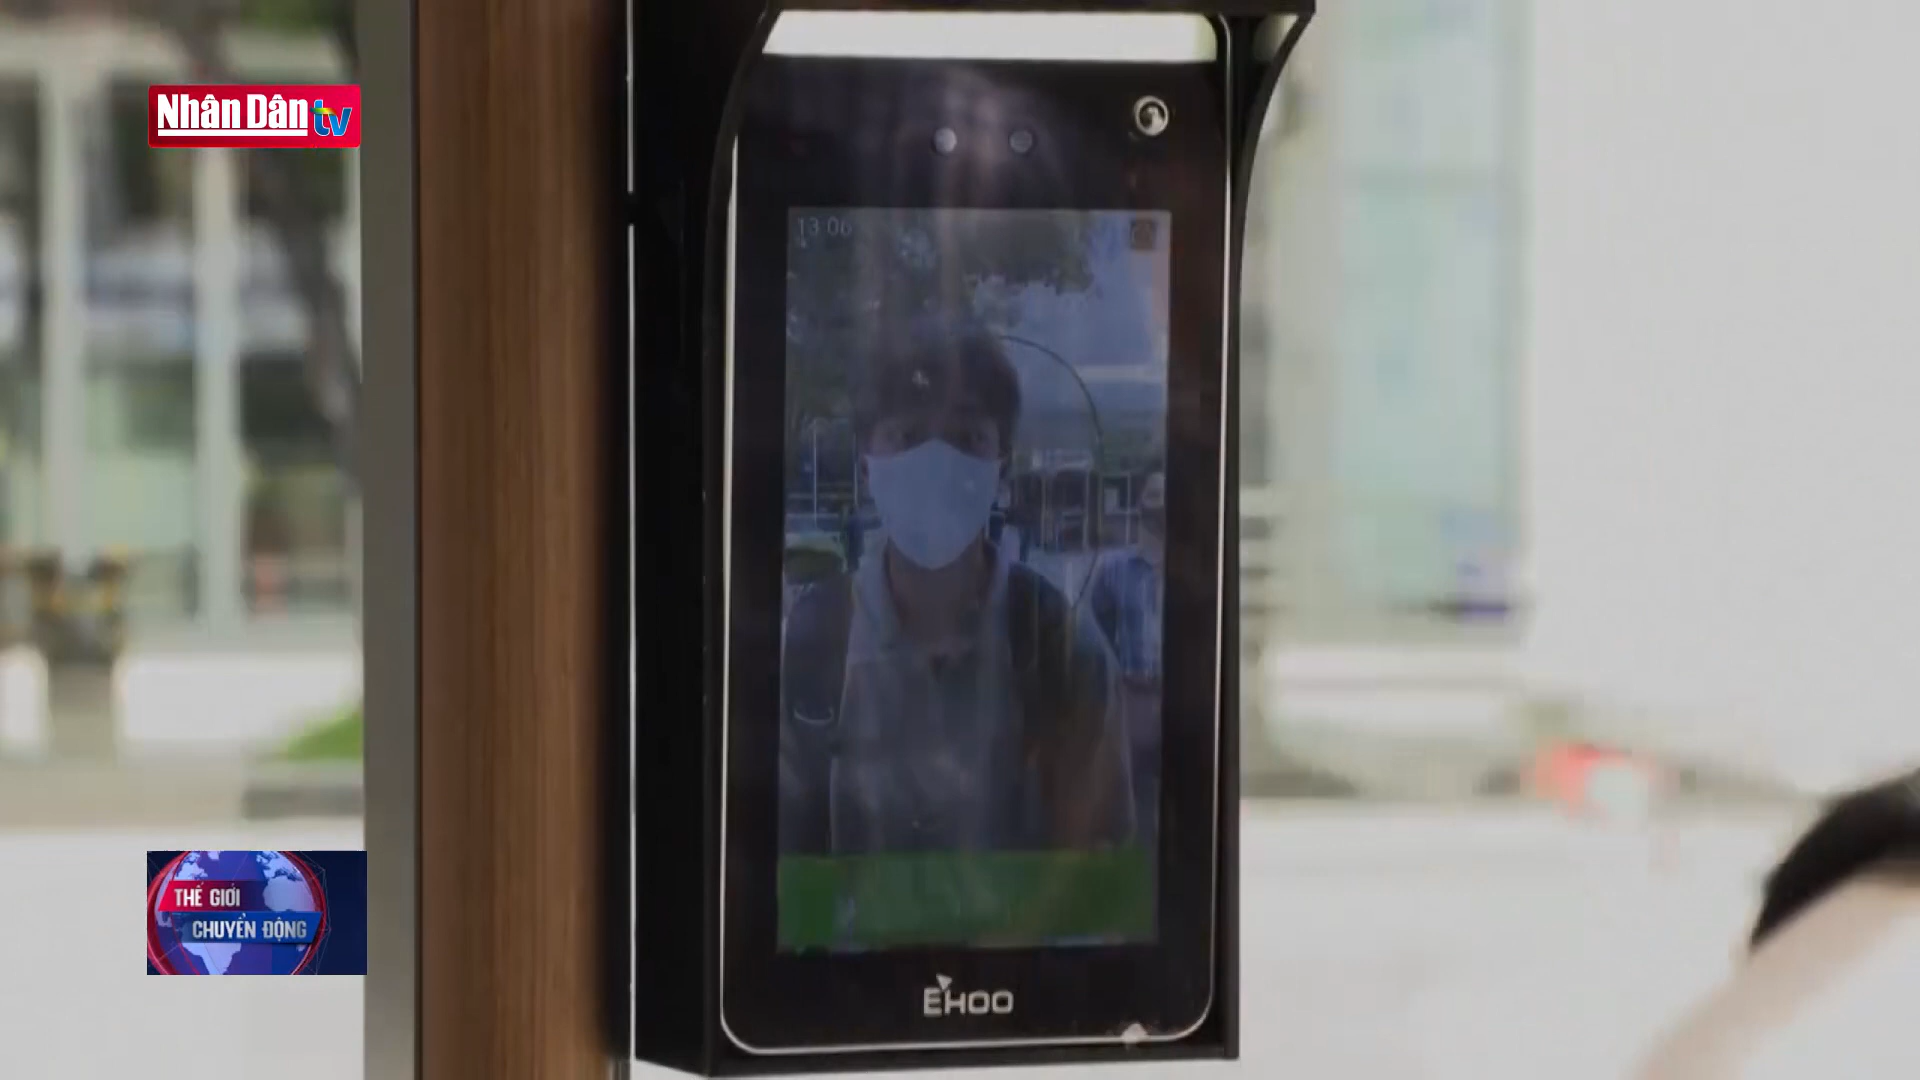 Nhân Dân tv
13:06
THẾ GIỚI
CHUYỂN ĐỘNG
EHOO